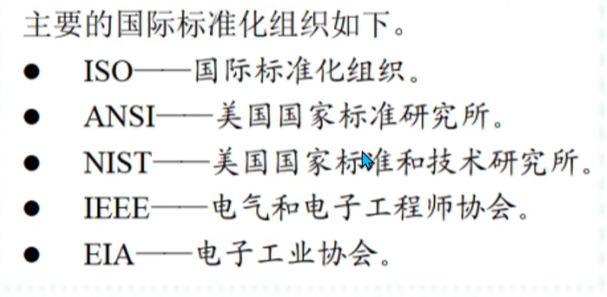 主要的国际标准化组织如下。
● ISO——国际标准化组织。
● ANSI——美国国家标准研究所。
● NIST——美国国家标准和技术研究所。
● IEEE——电气和电子工程师协会。
● EIA——电子工业协会。